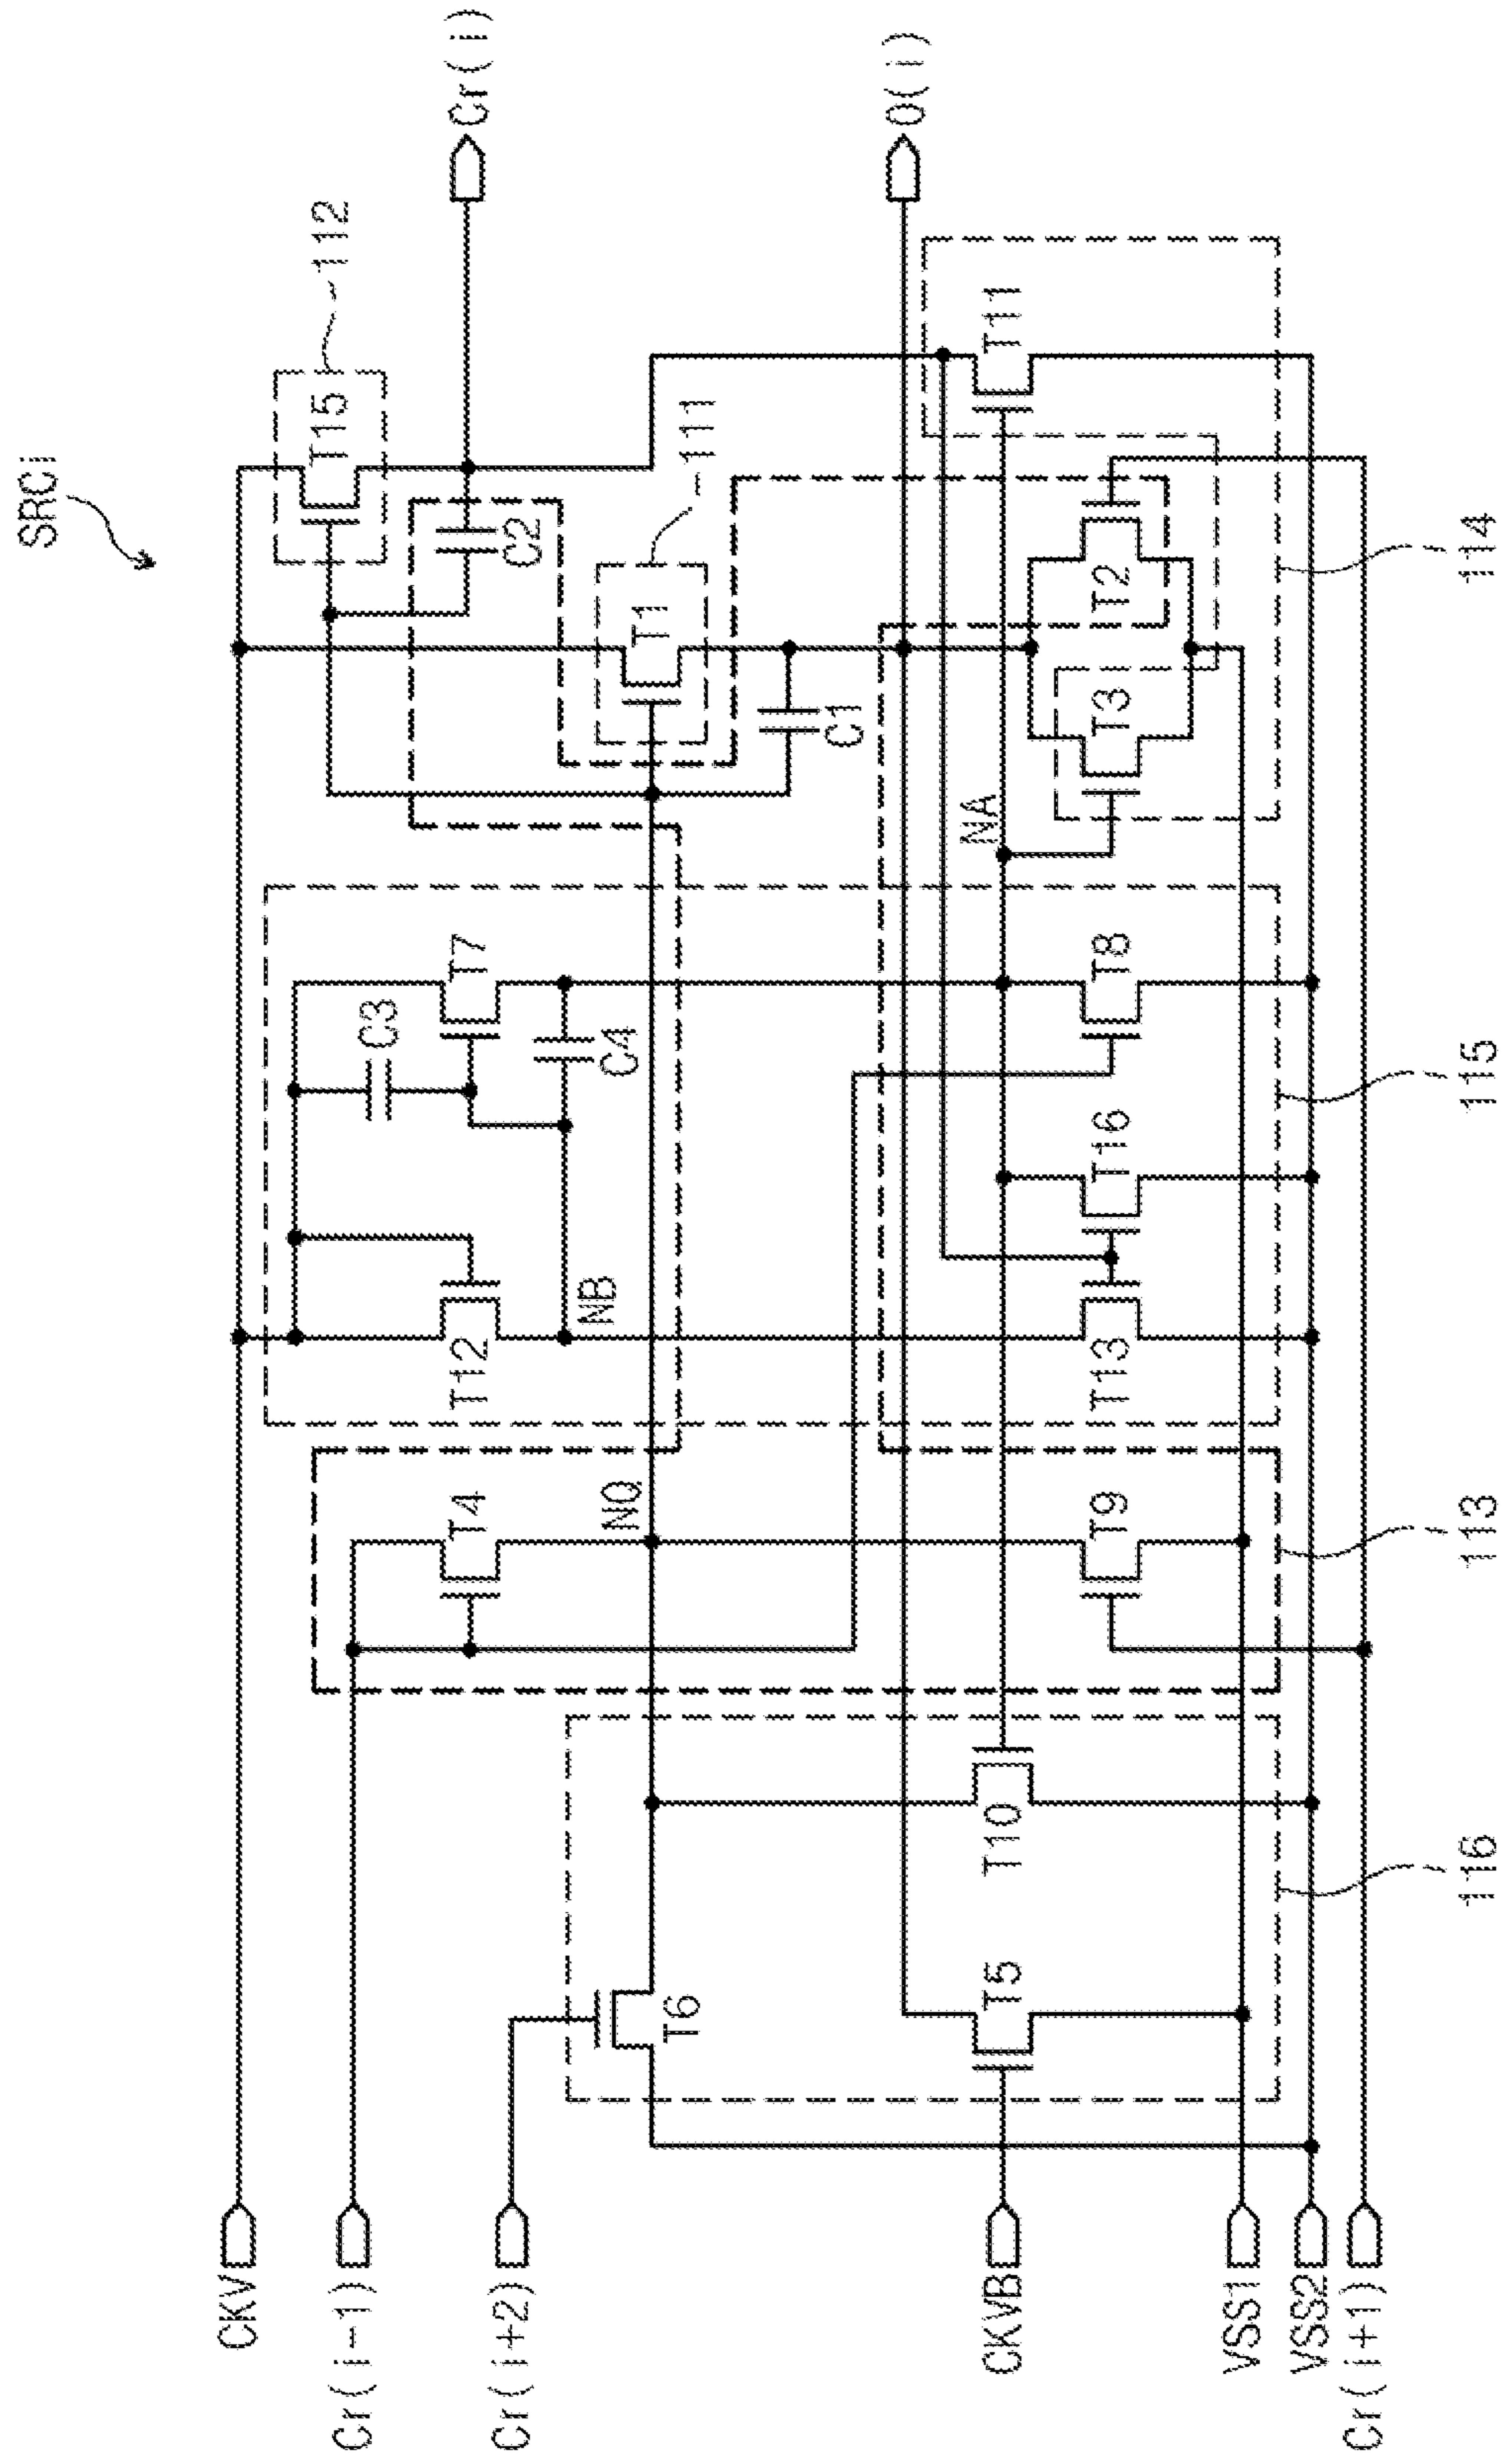 SRCi
CKV
Cr(i-1)
Cr(i+2)
CKVB
VSS1
VSS2
Cr(i+1)
Cr(i)
O(i)
T15
112
C2
T1
111
C1
T7
C3
C4
T12
NB
T4
NQ
T6
T11
T2
T3
NA
T8
T16
T13
T9
T10
T5
114
115
113
116